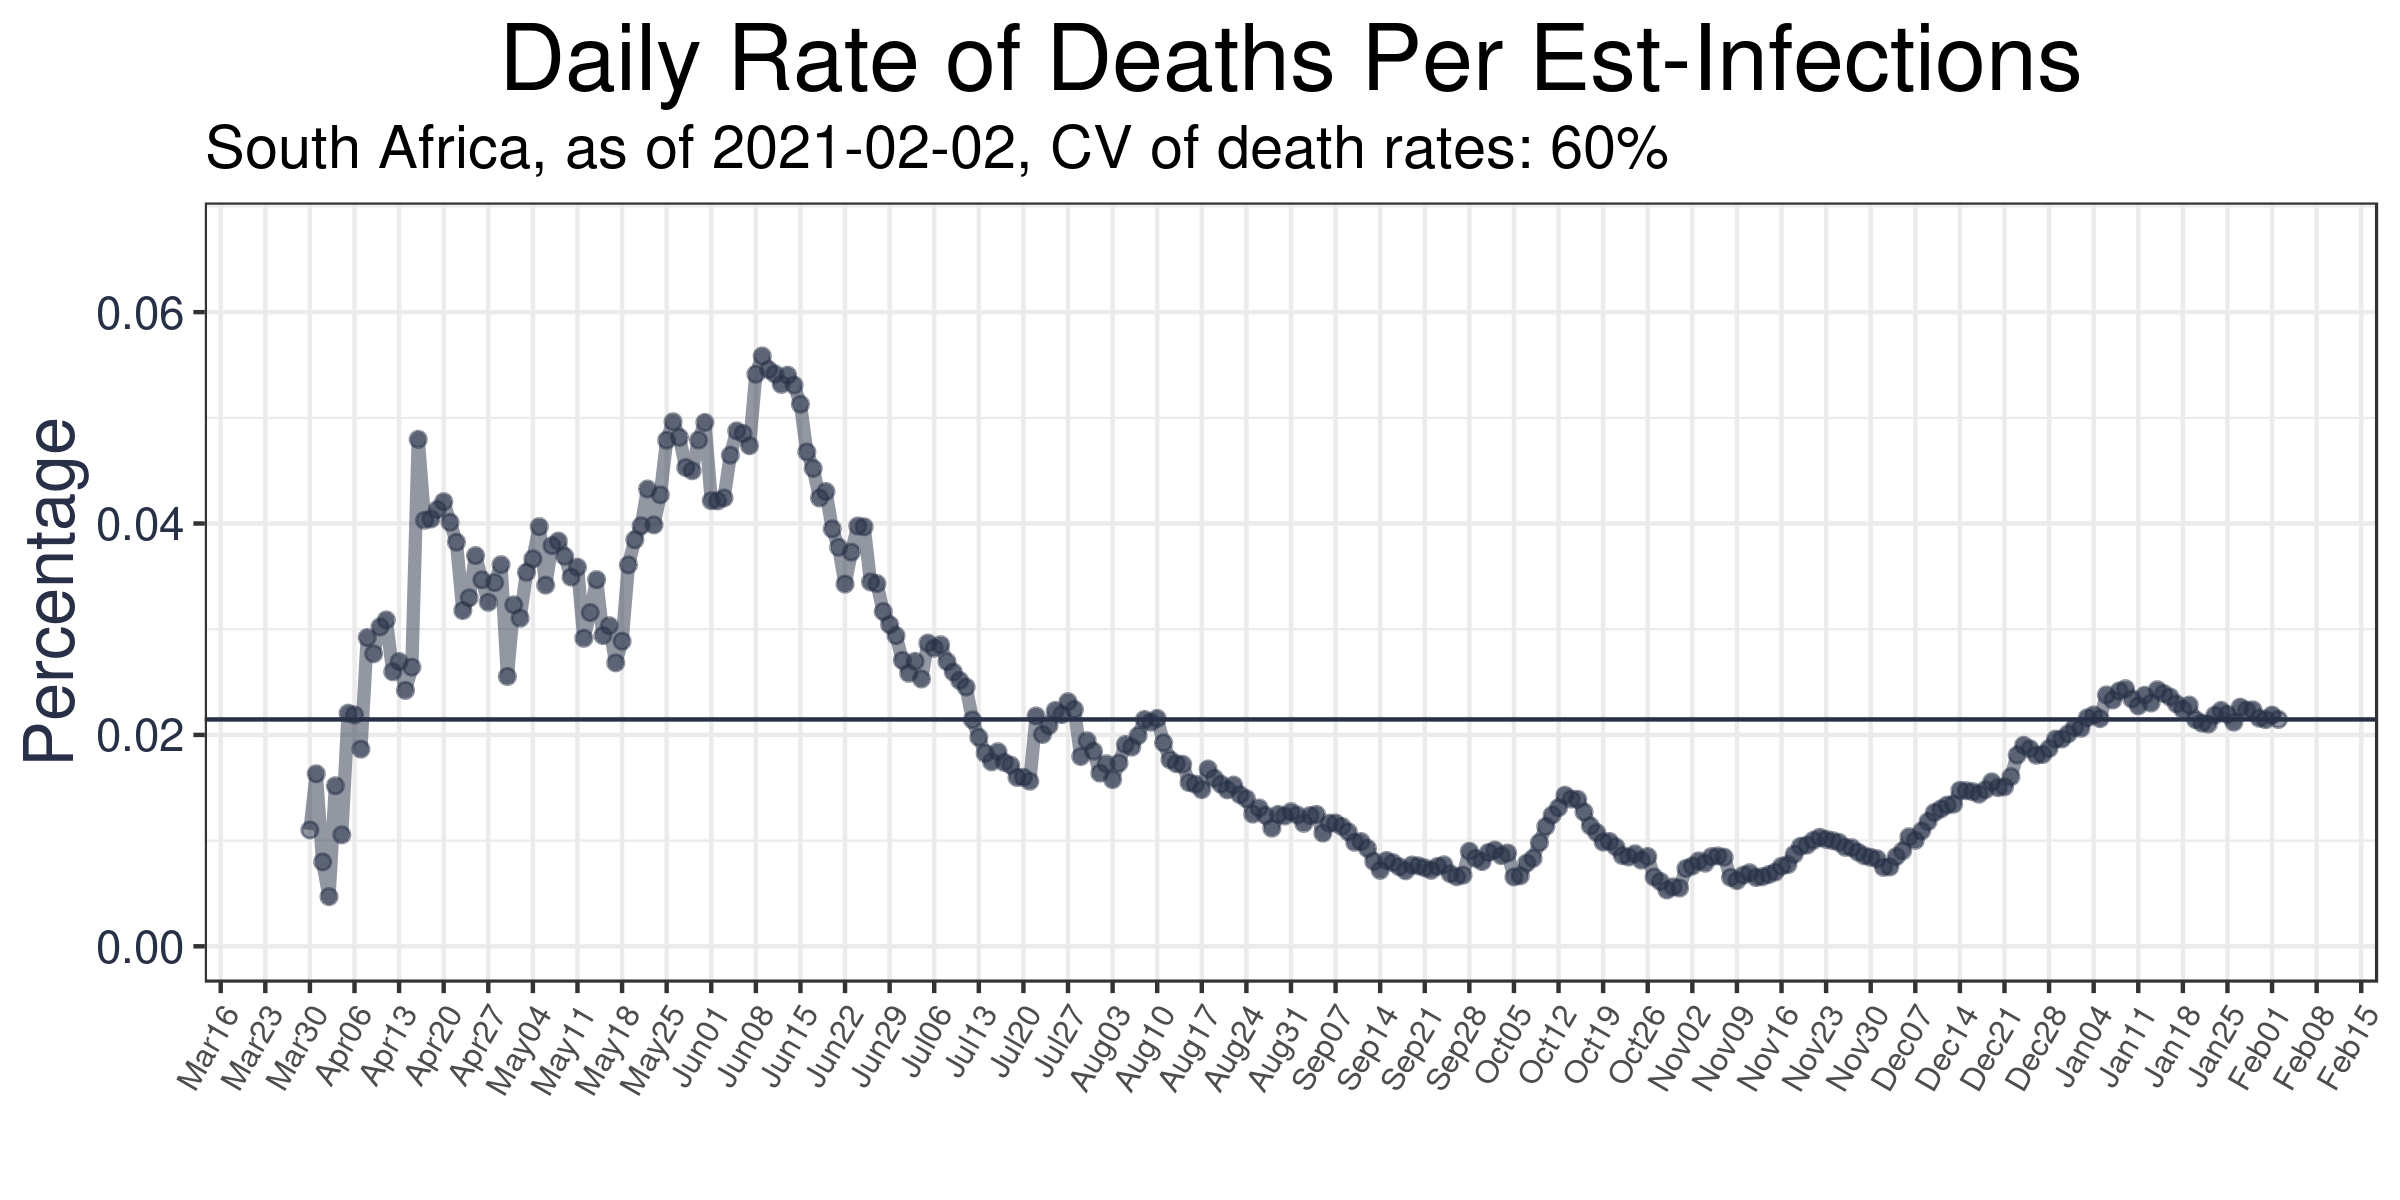 Daily Rate of Deaths Per Est-Infections
South Africa, as of 2021-02-02, CV of death rates: 60%
Percentage
0.06
0.04
0.02
0.00
Mar16
Mar23
Mar30
Apr06
Apr13
Apr20
Apr27
May04
May11
May18
May25
Jun01
Jun08
Jun15
Jun22
Jun29
Jul06
Jul13
Jul20
Jul27
Aug03
Aug10
Aug17
Aug24
Aug31
Sep07
Sep14
Sep21
Sep28
Oct05
Oct12
Oct19
Oct26
Nov02
Nov09
Nov16
Nov23
Nov30
Dec07
Dec14
Dec21
Dec28
Jan04
Jan11
Jan18
Jan25
Feb01
Feb08
Feb15